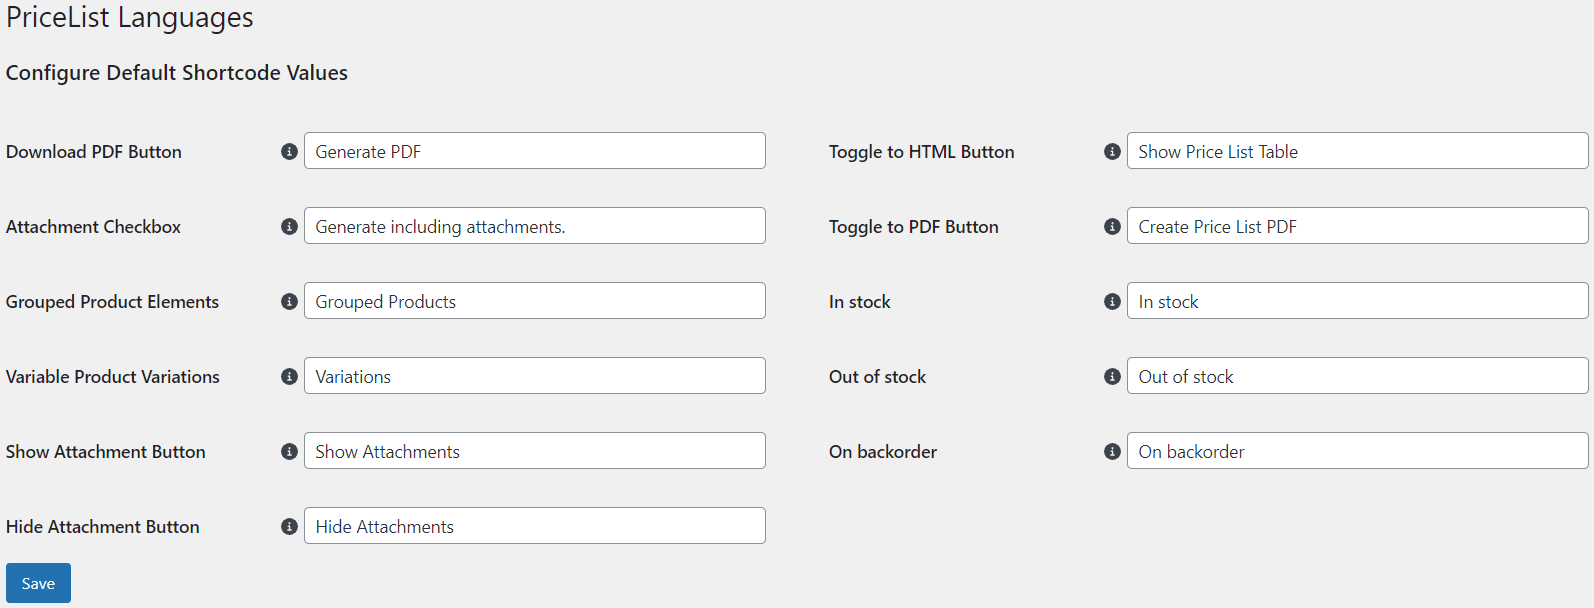 PriceList Languages
Configure Default Shortcode Values
Download PDF Button Generate PDF Toggle to HTML Button Show Price List Table
Attachment Checkbox Generate including attachments. Toggle to PDF Button Create Price List PDF
Grouped Product Elements Grouped Products In stock In stock
Variable Product Variations Variations Out of stock Out of stock
Show Attachment Button Show Attachments On backorder On backorder
Hide Attachment Button Hide Attachments
Save